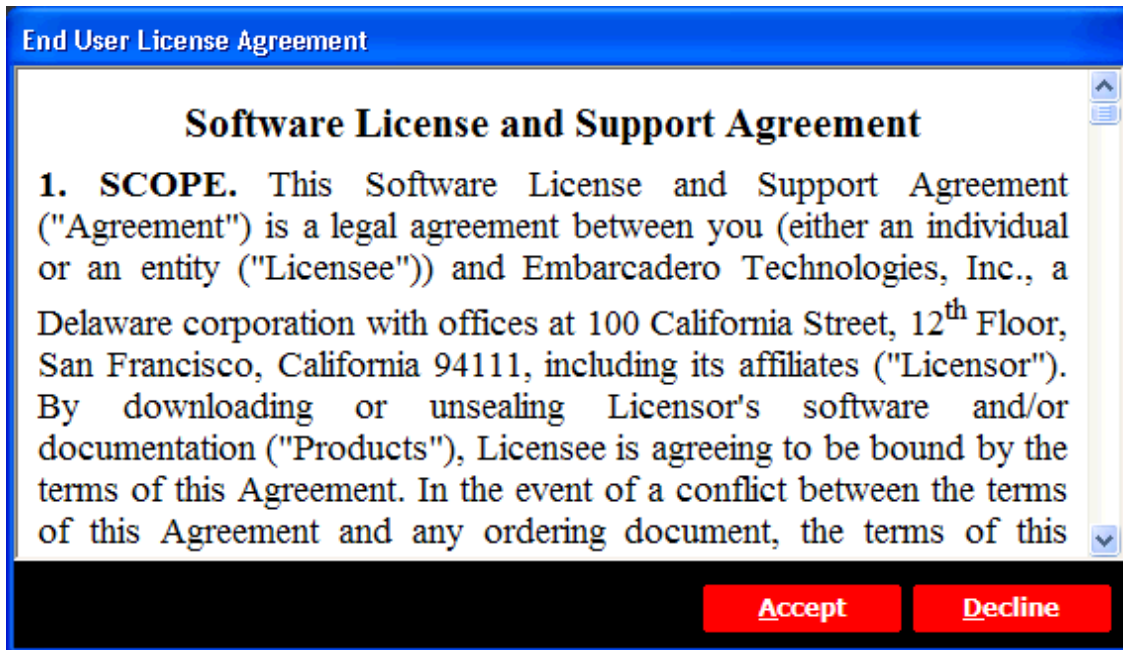 End User License Agreement
Software License and Support Agreement
1. SCOPE. This Software License and Support Agreement
("Agreement") is a legal agreement between you (either an individual
or an entity ("Licensee")) and Embarcadero Technologies, Inc., a
Delaware corporation with offices at 100 California Street, 12th Floor,
San Francisco, California 94111, including its affiliates ("Licensor").
By downloading or unsealing Licensor's software and/or
documentation ("Products"), Licensee is agreeing to be bound by the
terms of this Agreement. In the event of a conflict between the terms
of this Agreement and any ordering document, the terms of this
Accept Decline